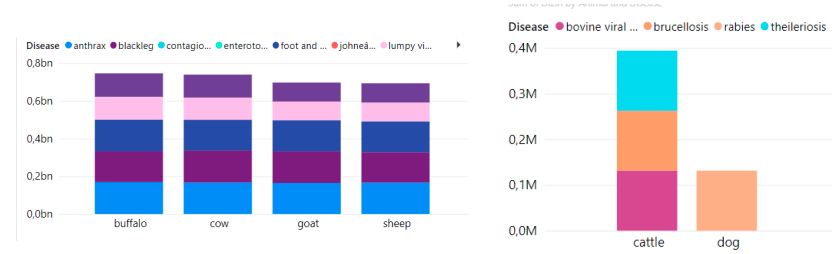 Disease anthrax blackleg contagio... enteroto... foot and ... johneâ... lumpy vi...
0,8bn
0,6bn
0,4bn
0,2bn
0,0bn
buffalo cow goat sheep
Disease bovine viral ... brucellosis rabies theileriosis
0,4M
0,3M
0,2M
0,1M
0,0M
cattle dog